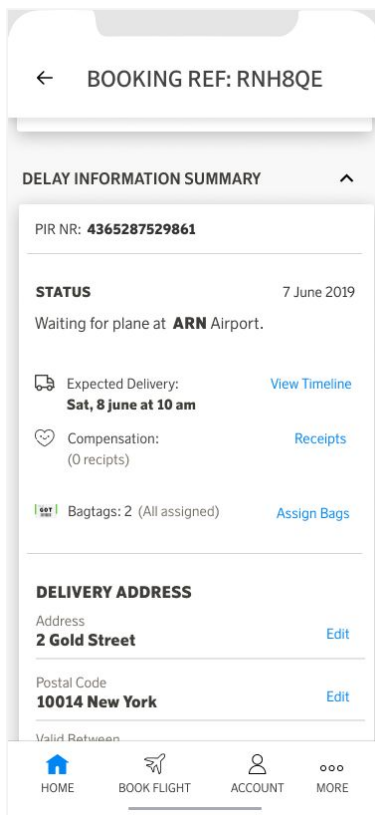 BOOKING REF: RNH8QE
DELAY INFORMATION SUMMARY
PIR NR: 4365287529861
STATUS 7 June 2019
Waiting for plane at ARN Airport.
Expected Delivery: View Timeline
Sat, 8 june at 10 am
Compensation: Receipts
(0 recipts)
GOT
Bagtags: 2 (All assigned) Assign Bags
DELIVERY ADDRESS
Address
2 Gold Street Edit
Postal Code
10014 New York Edit
Valid Between
HOME BOOK FLIGHT ACCOUNT MORE